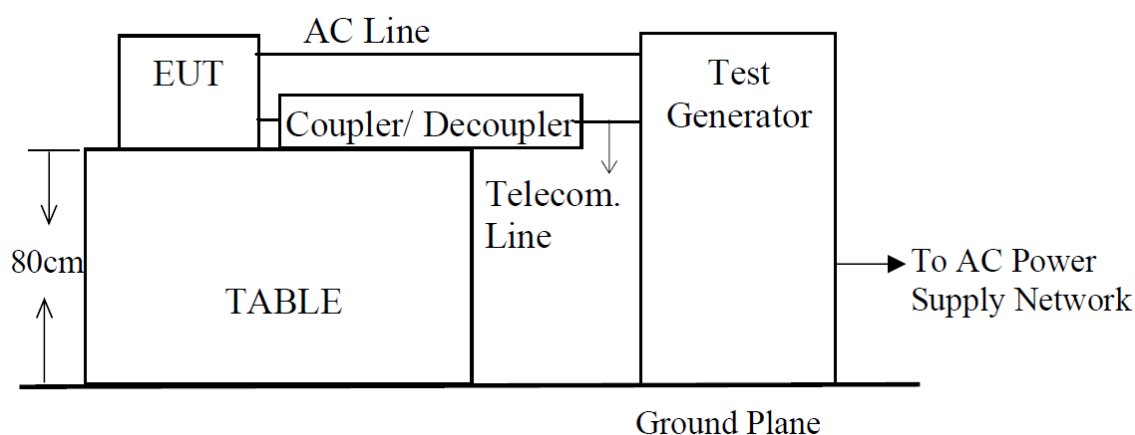 AC Line
EUT
Test
Generator
Coupler/ Decoupler
Telecom.
Line
80cm
TABLE
To AC Power
Supply Network
Ground Plane